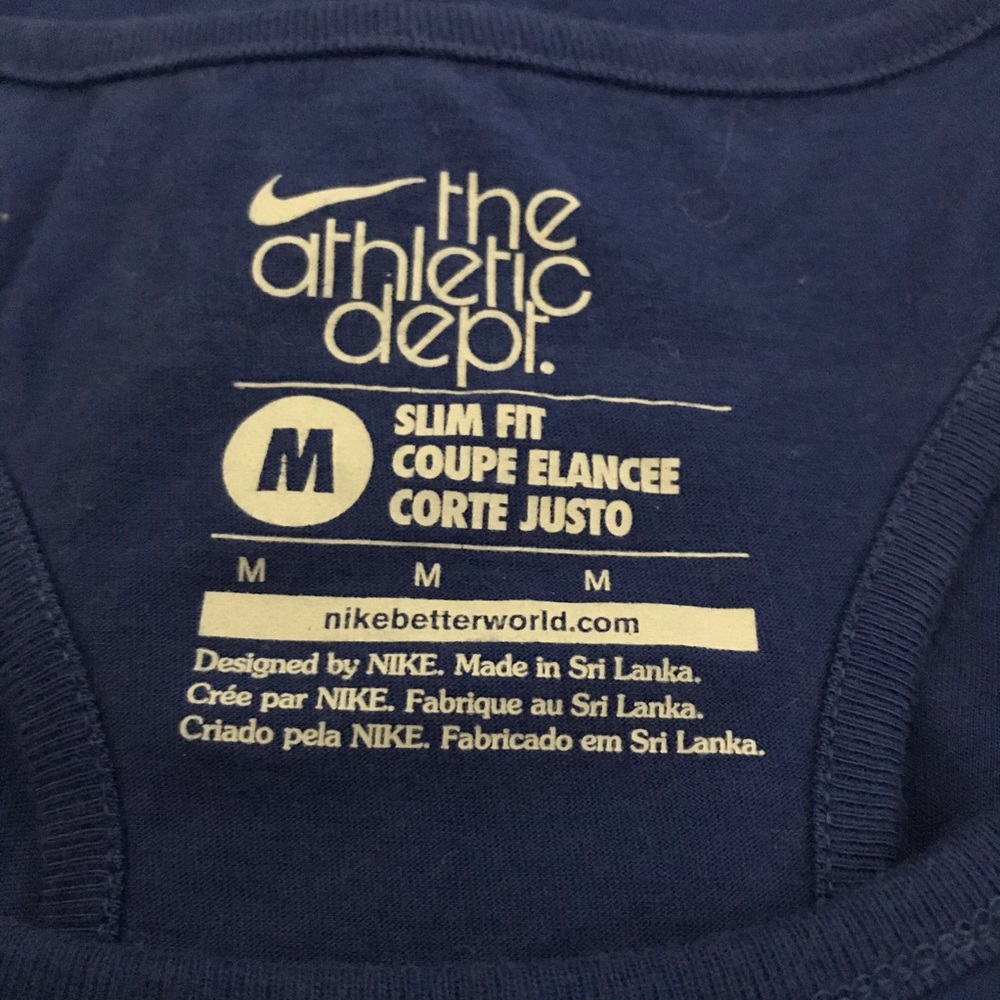 the
athletic
dept.
M
SLIM FIT
COUPE ELANCEE
CORTE JUSTO
M M M
nikebetterworld.com
Designed by NIKE. Made in Sri Lanka.
Crée par NIKE. Fabrique au Sri Lanka.
Criado pela NIKE. Fabricado em Sri Lanka.